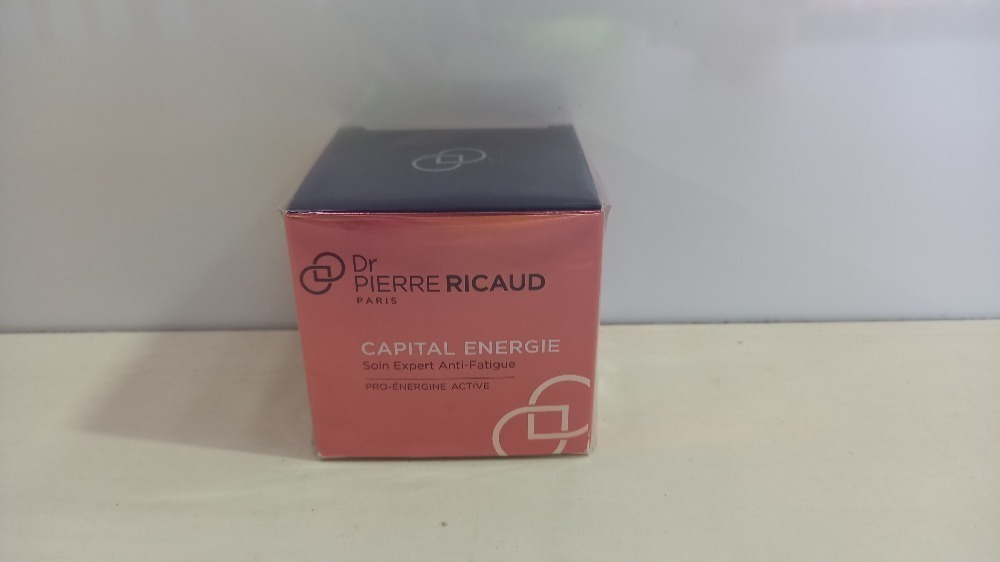 Dr
PIERRE RICAUD
PARIS
CAPITAL ENERGIE
Soin Expert Anti-Fatigue
PRO-ÉNERGINE ACTIVE